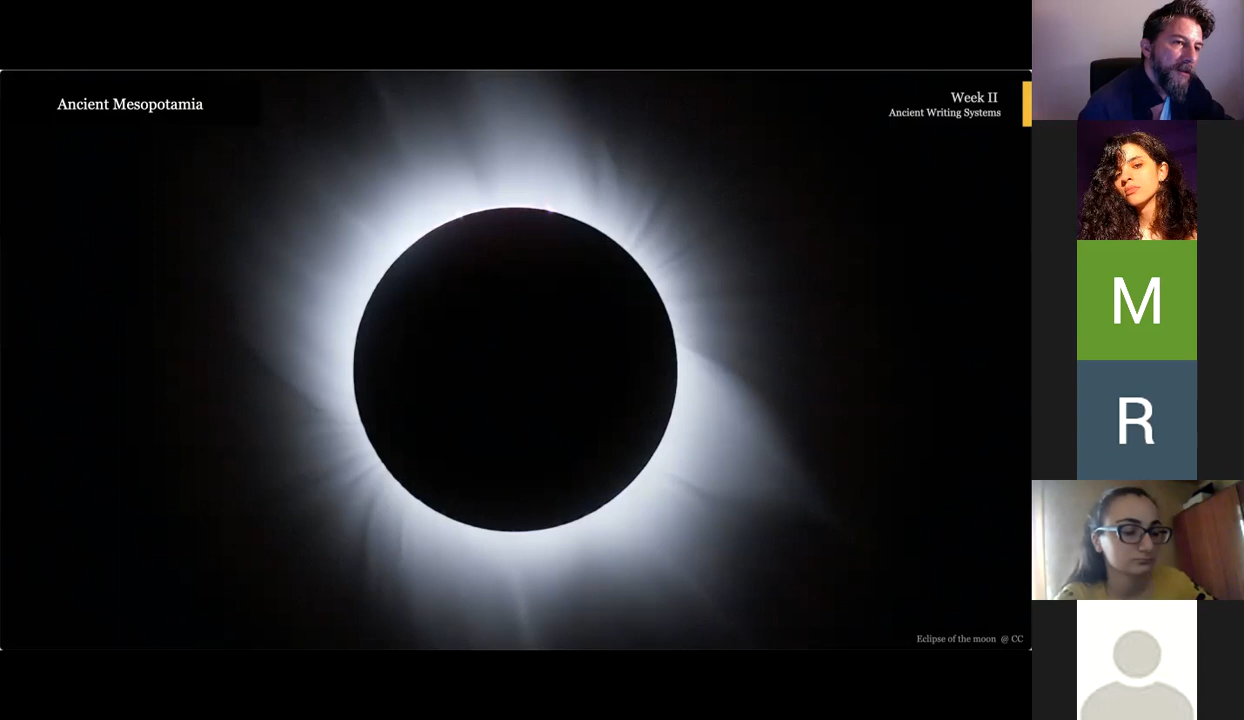 Ancient Mesopotamia
Week II
Ancient Writing Systems
M
R
Eclipse of the moon @ CC